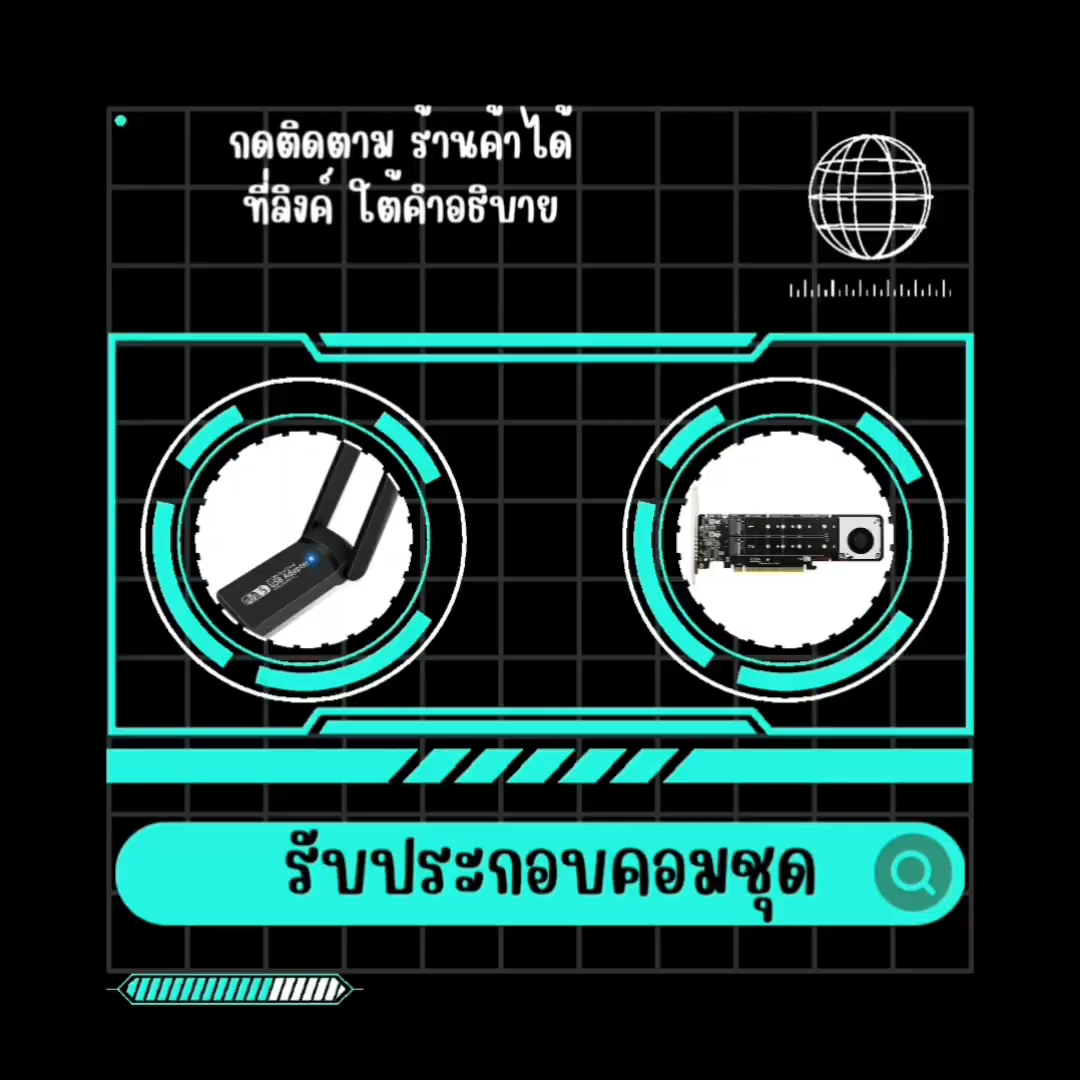 กดติดตาม ร้านค้าได้
ที่ลิงค์ ใต้คำอธิบาย
USB Adapter
รับประกอบคอมชุด